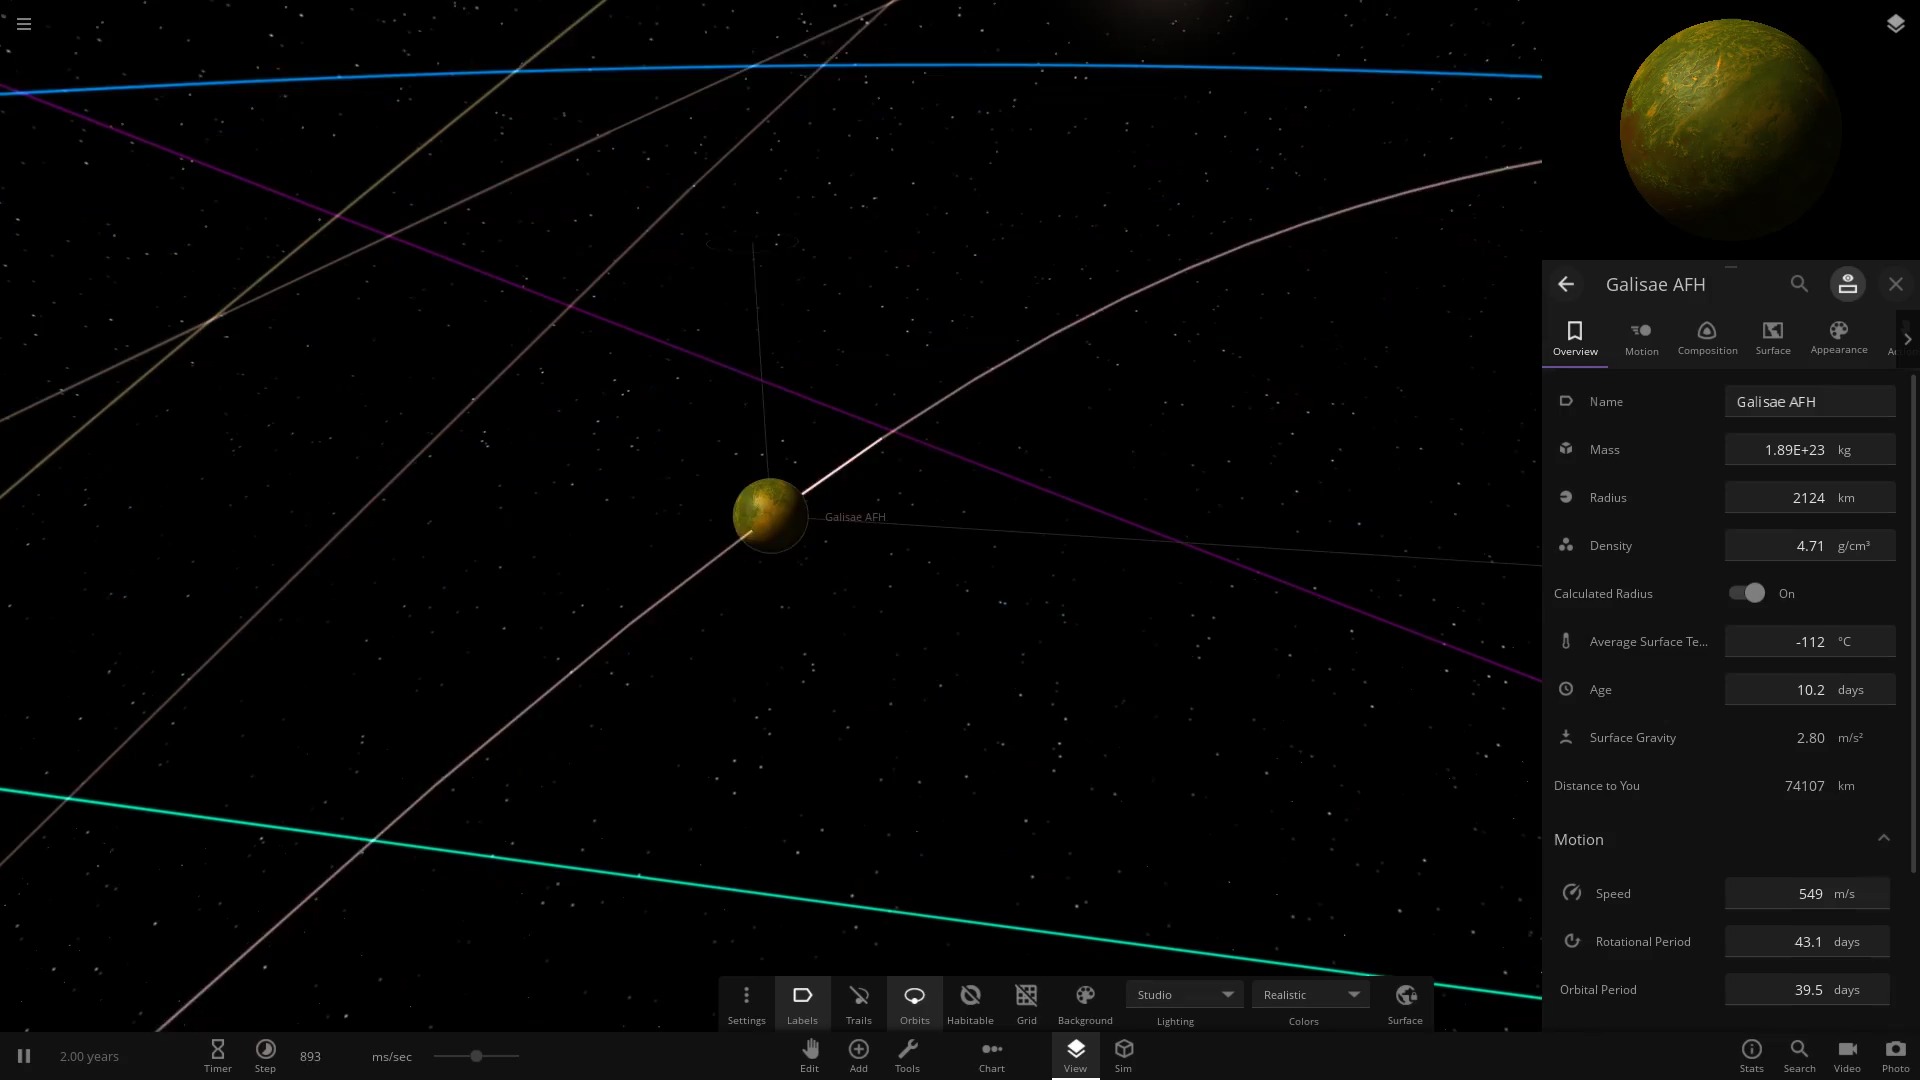 Galisae AFH
Overview
Motion
Composition
Surface
Appearance
Name
Galisae AFH
Mass
1.89E+23 kg
Radius
2124 km
Density
4.71 g/cm³
Calculated Radius
On
Average Surface Te...
-112 °C
Age
10.2 days
Surface Gravity
2.80 m/s²
Distance to You
74107 km
Motion
Speed
549 m/s
Rotational Period
43.1 days
Orbital Period
39.5 days
Galisae AFH
Settings
Labels
Trails
Orbits
Habitable
Grid
Background
Studio
Lighting
Realistic
Colors
Surface
2.00 years
Timer
Step
893 ms/sec
Edit
Add
Tools
Chart
View
Sim
Stats
Search
Video
Photo